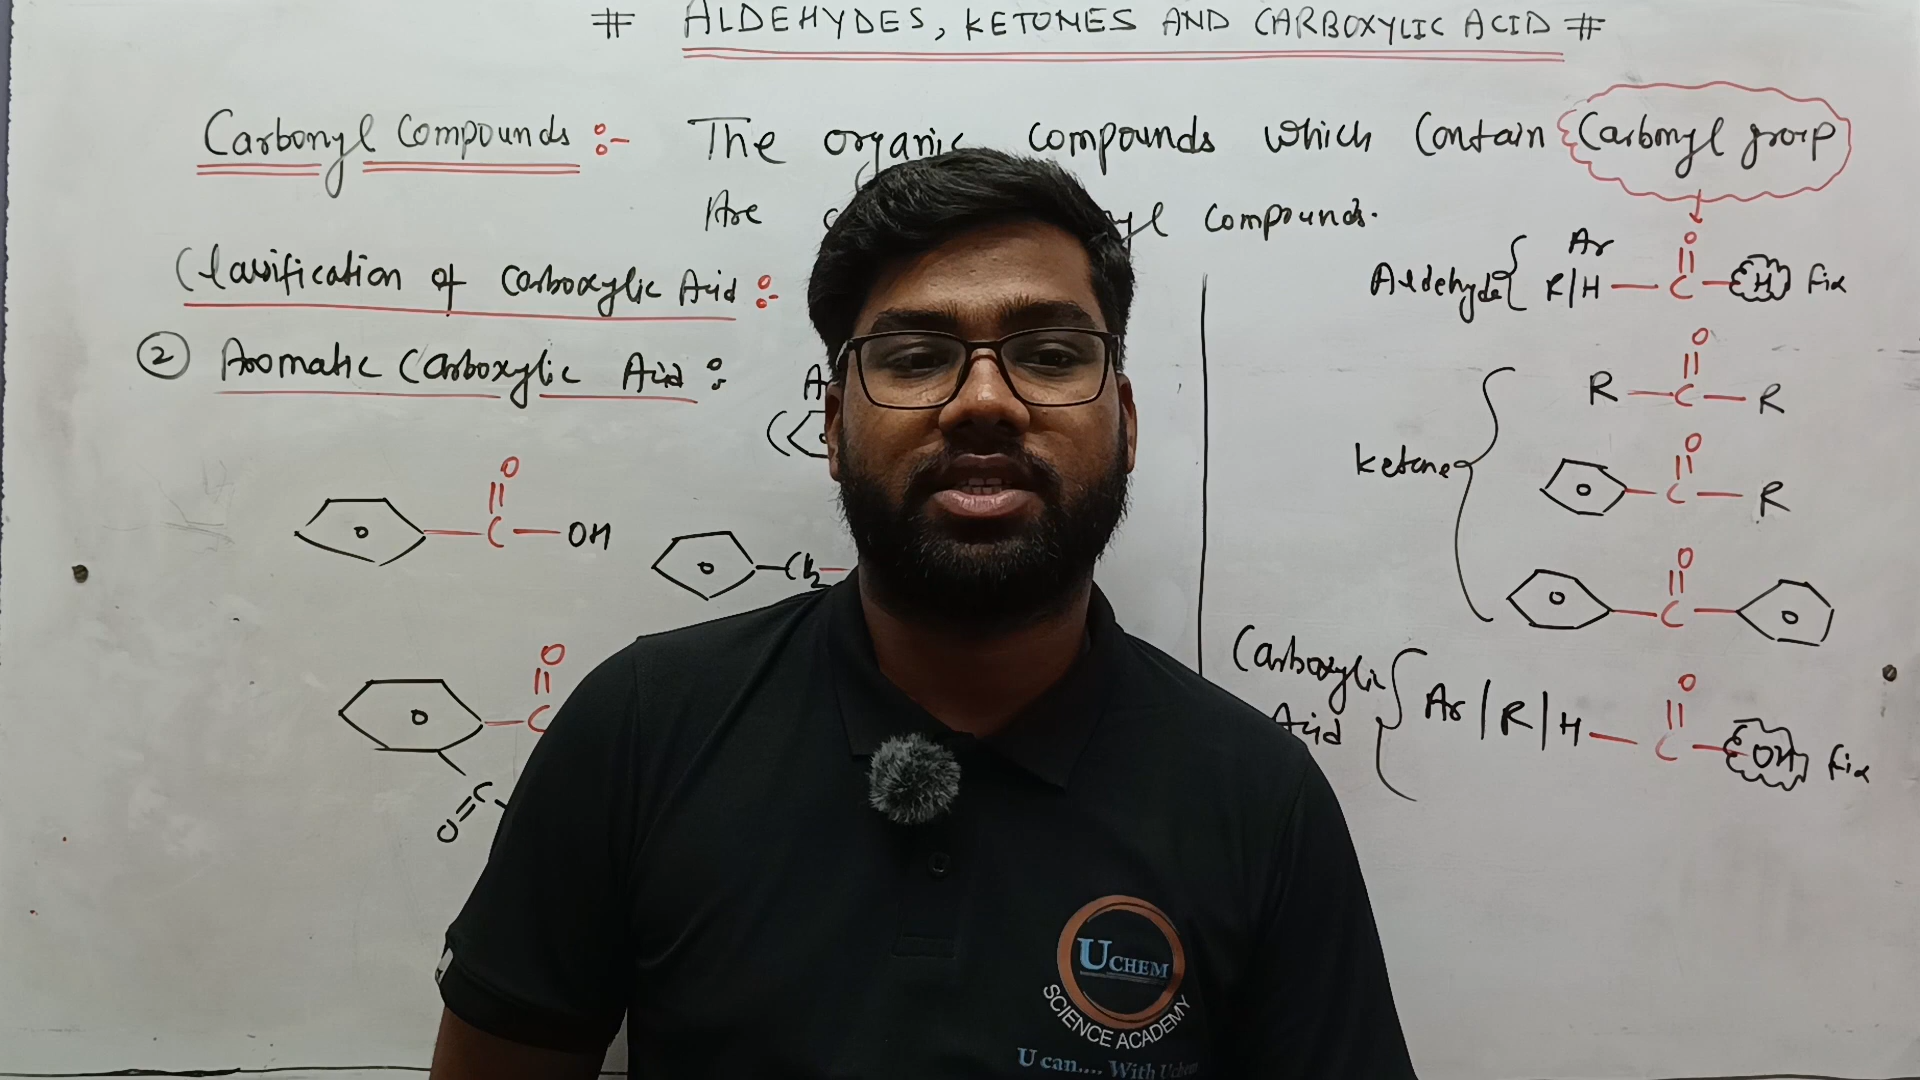 # ALDEHYDES, KETONES AND CARBOXYLIC ACID #
Carbonyl Compounds :- The organic compounds which Contain Carbonyl group
Are compounds.
Classification of Carboxylic Acid :-
② Aromatic Carboxylic Acid :
O
C
OH
CH2
O
C
C
O
Ar
O
Aldehyde R/H C H fix
O
R C R
Ketone
O
C R
O
C
Carboxylic
Acid
O
Ar | R | H C OH fix
UCHEM
SCIENCE ACADEMY
U can.... With Uchem